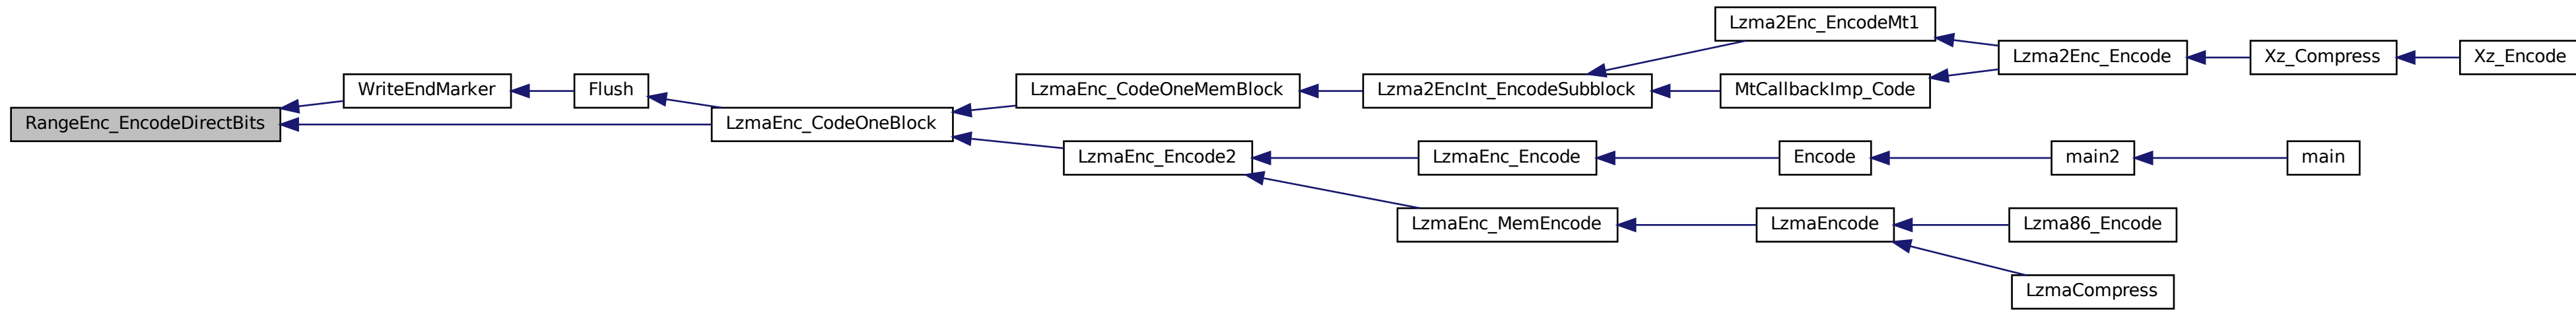 Lzma2Enc_EncodeMt1
Lzma2Enc_Encode
Xz_Compress
Xz_Encode
WriteEndMarker
Flush
LzmaEnc_CodeOneMemBlock
Lzma2EncInt_EncodeSubblock
MtCallbackImp_Code
RangeEnc_EncodeDirectBits
LzmaEnc_CodeOneBlock
LzmaEnc_Encode2
LzmaEnc_Encode
Encode
main2
main
LzmaEnc_MemEncode
LzmaEncode
Lzma86_Encode
LzmaCompress